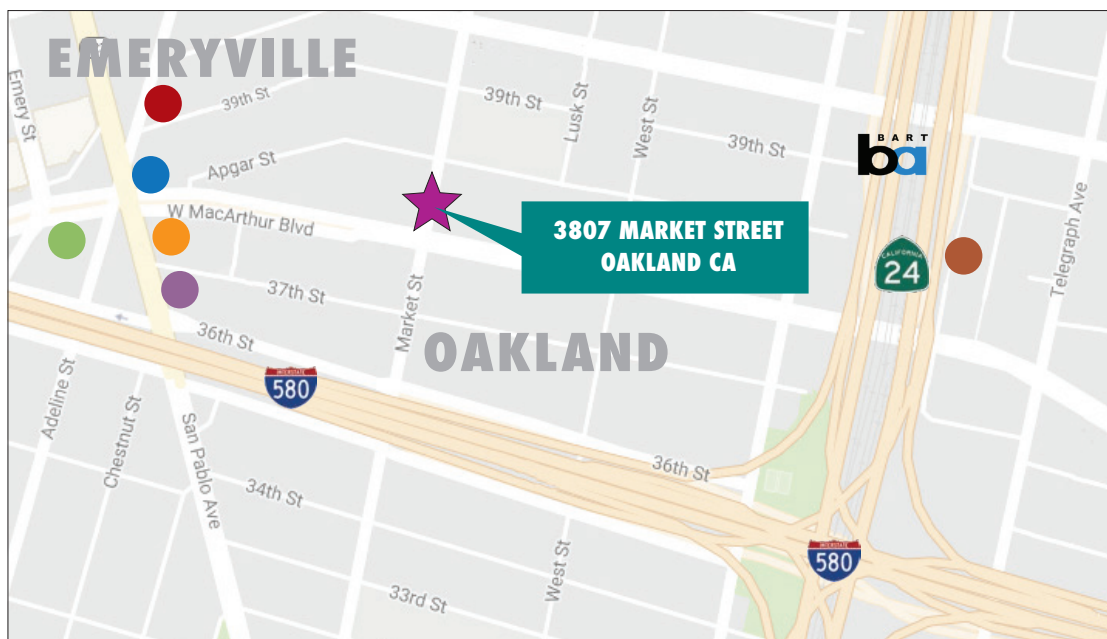 EMERYVILLE
Emery St
39th St
39th St
Lusk St
West St
39th St
BART
ba
Apgar St
W MacArthur Blvd
3807 MARKET STREET
OAKLAND CA
CALIFORNIA
24
Telegraph Ave
37th St
Market St
36th St
OAKLAND
INTERSTATE
580
Adeline St
Chestnut St
San Pablo Ave
36th St
34th St
INTERSTATE
580
West St
33rd St